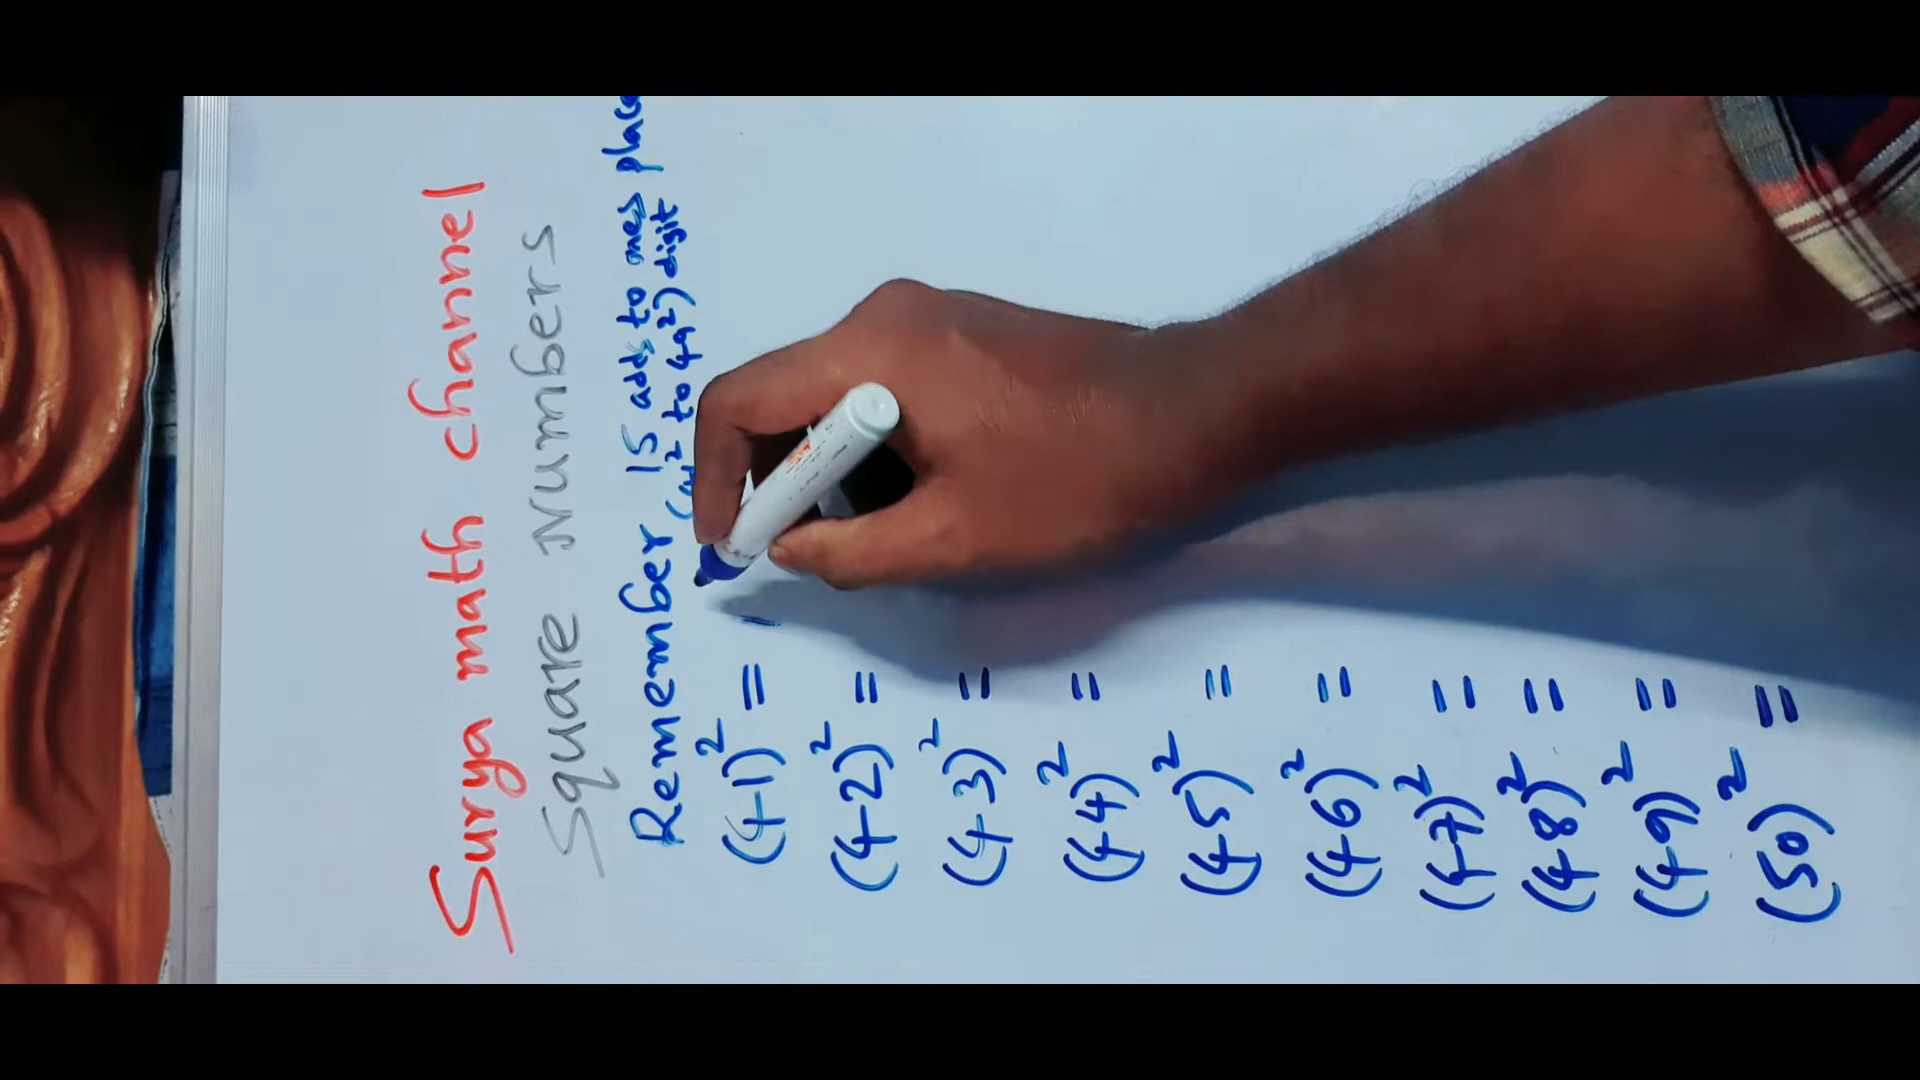 Surya math channel
Square Numbers
Remember 15 adds to ones place
to 49²) digit
(41)² =
(42)² =
(43)² =
(44)² =
(45)² =
(46)² =
(47)² =
(48)² =
(49)² =
(50)² =